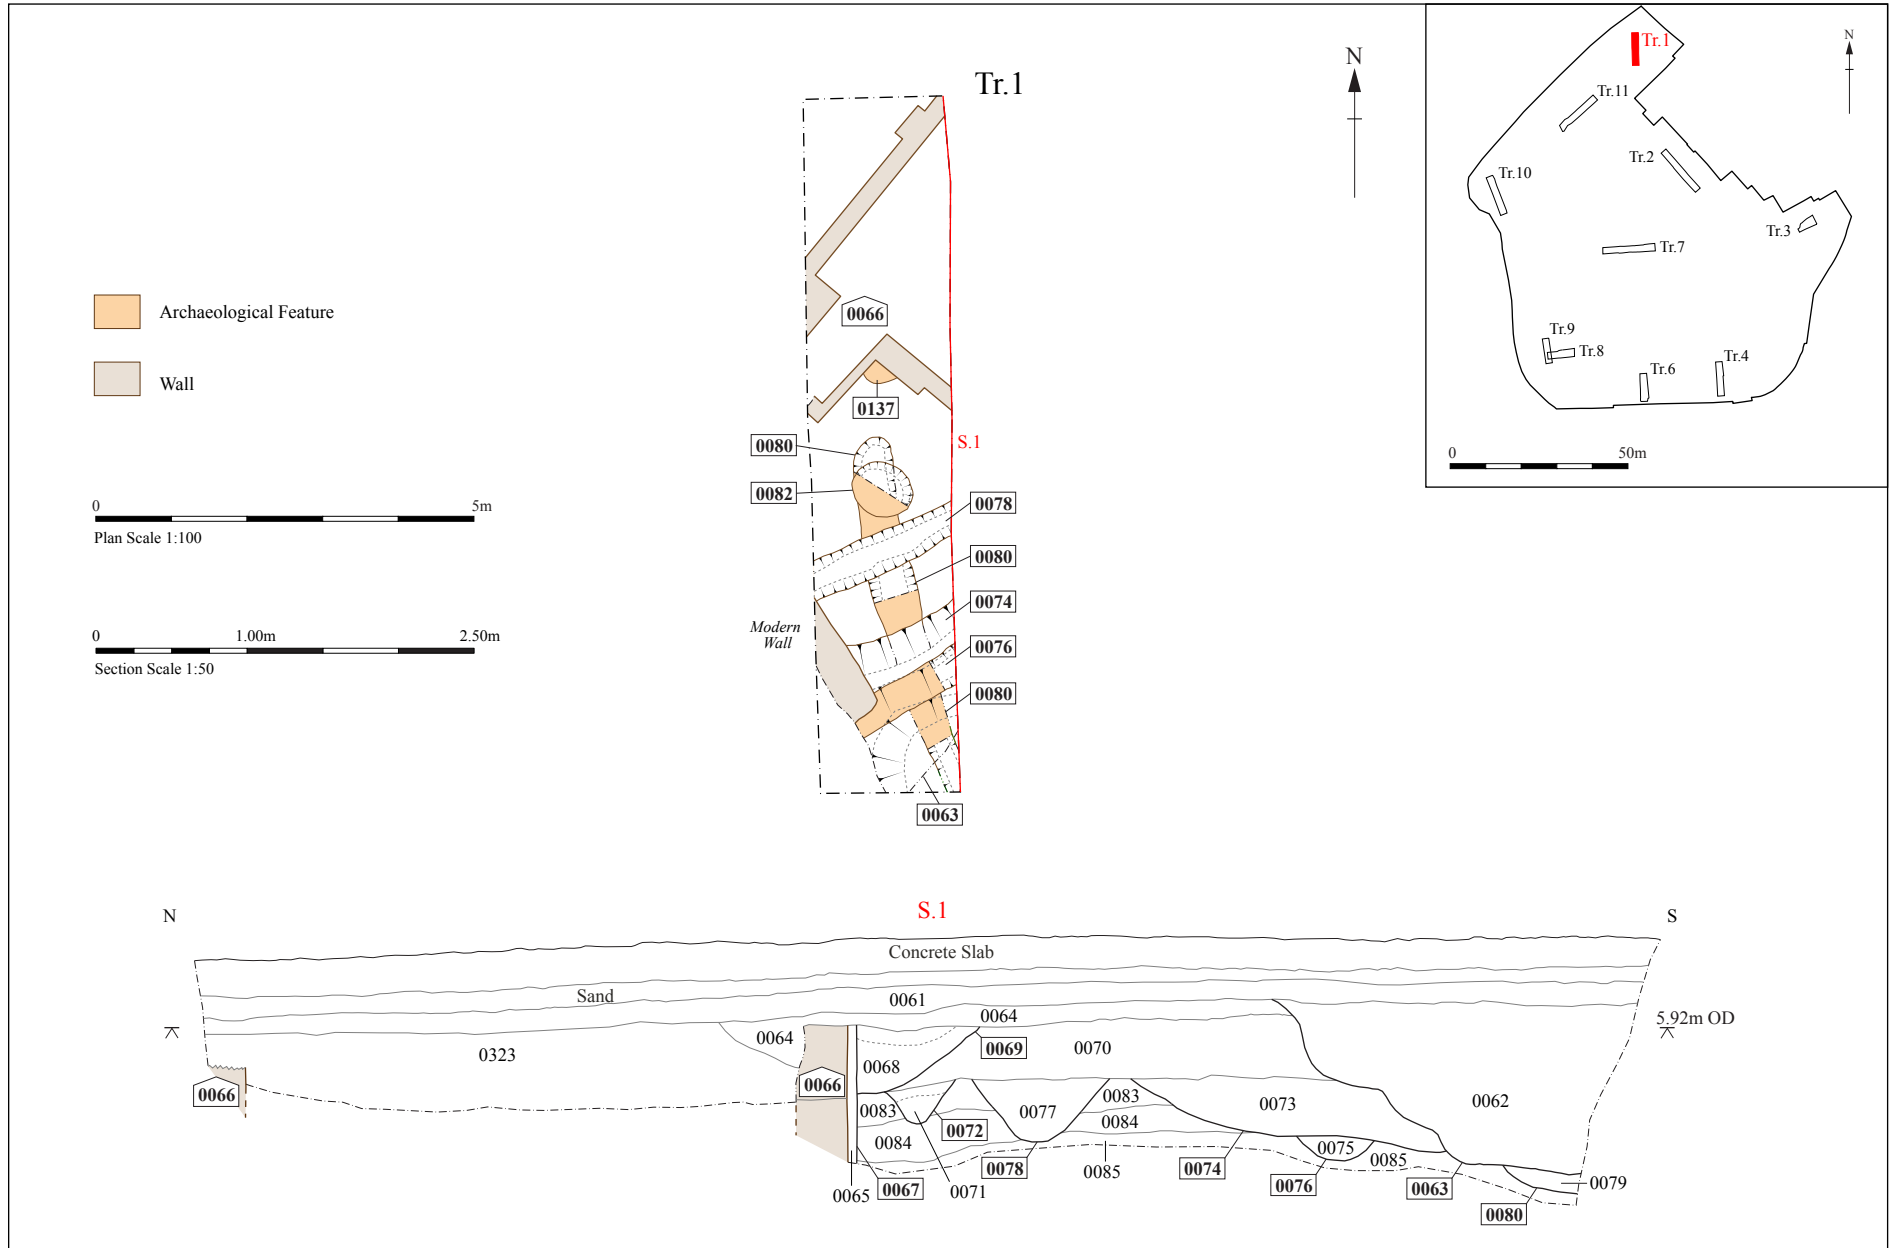 Tr.1
N
Archaeological Feature
Wall
0 5m
Plan Scale 1:100
0 1.00m 2.50m
Section Scale 1:50
0066
0137
0080
0082
S.1
0078
0080
0074
Modern
Wall
0076
0080
0063
N
Tr.1
Tr.11
Tr.2
Tr.10
Tr.3
Tr.7
Tr.9
Tr.8
Tr.6
Tr.4
0 50m
N
S.1
S
Concrete Slab
Sand
0061
0064
5.92m OD
0064
0323
0069
0070
0068
0066
0066
0083
0077
0083
0073
0062
0084
0072
0084
0075
0085
0078
0085
0074
0076
0063
0079
0065
0067
0071
0080